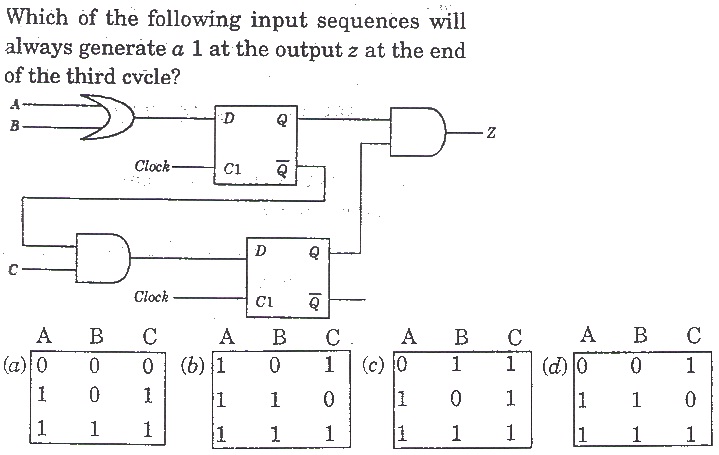 Which of the following input sequences will
always generate a 1 at the output z at the end
of the third cycle?
A
B
D Q
Clock C1 Q̅
Z
C
D Q
Clock C1 Q̅
A B C A B C A B C A B C
(a) 0 0 0 (b) 1 0 1 (c) 0 1 1 (d) 0 0 1
1 0 1 1 1 0 1 0 1 1 1 0
1 1 1 1 1 1 1 1 1 1 1 1